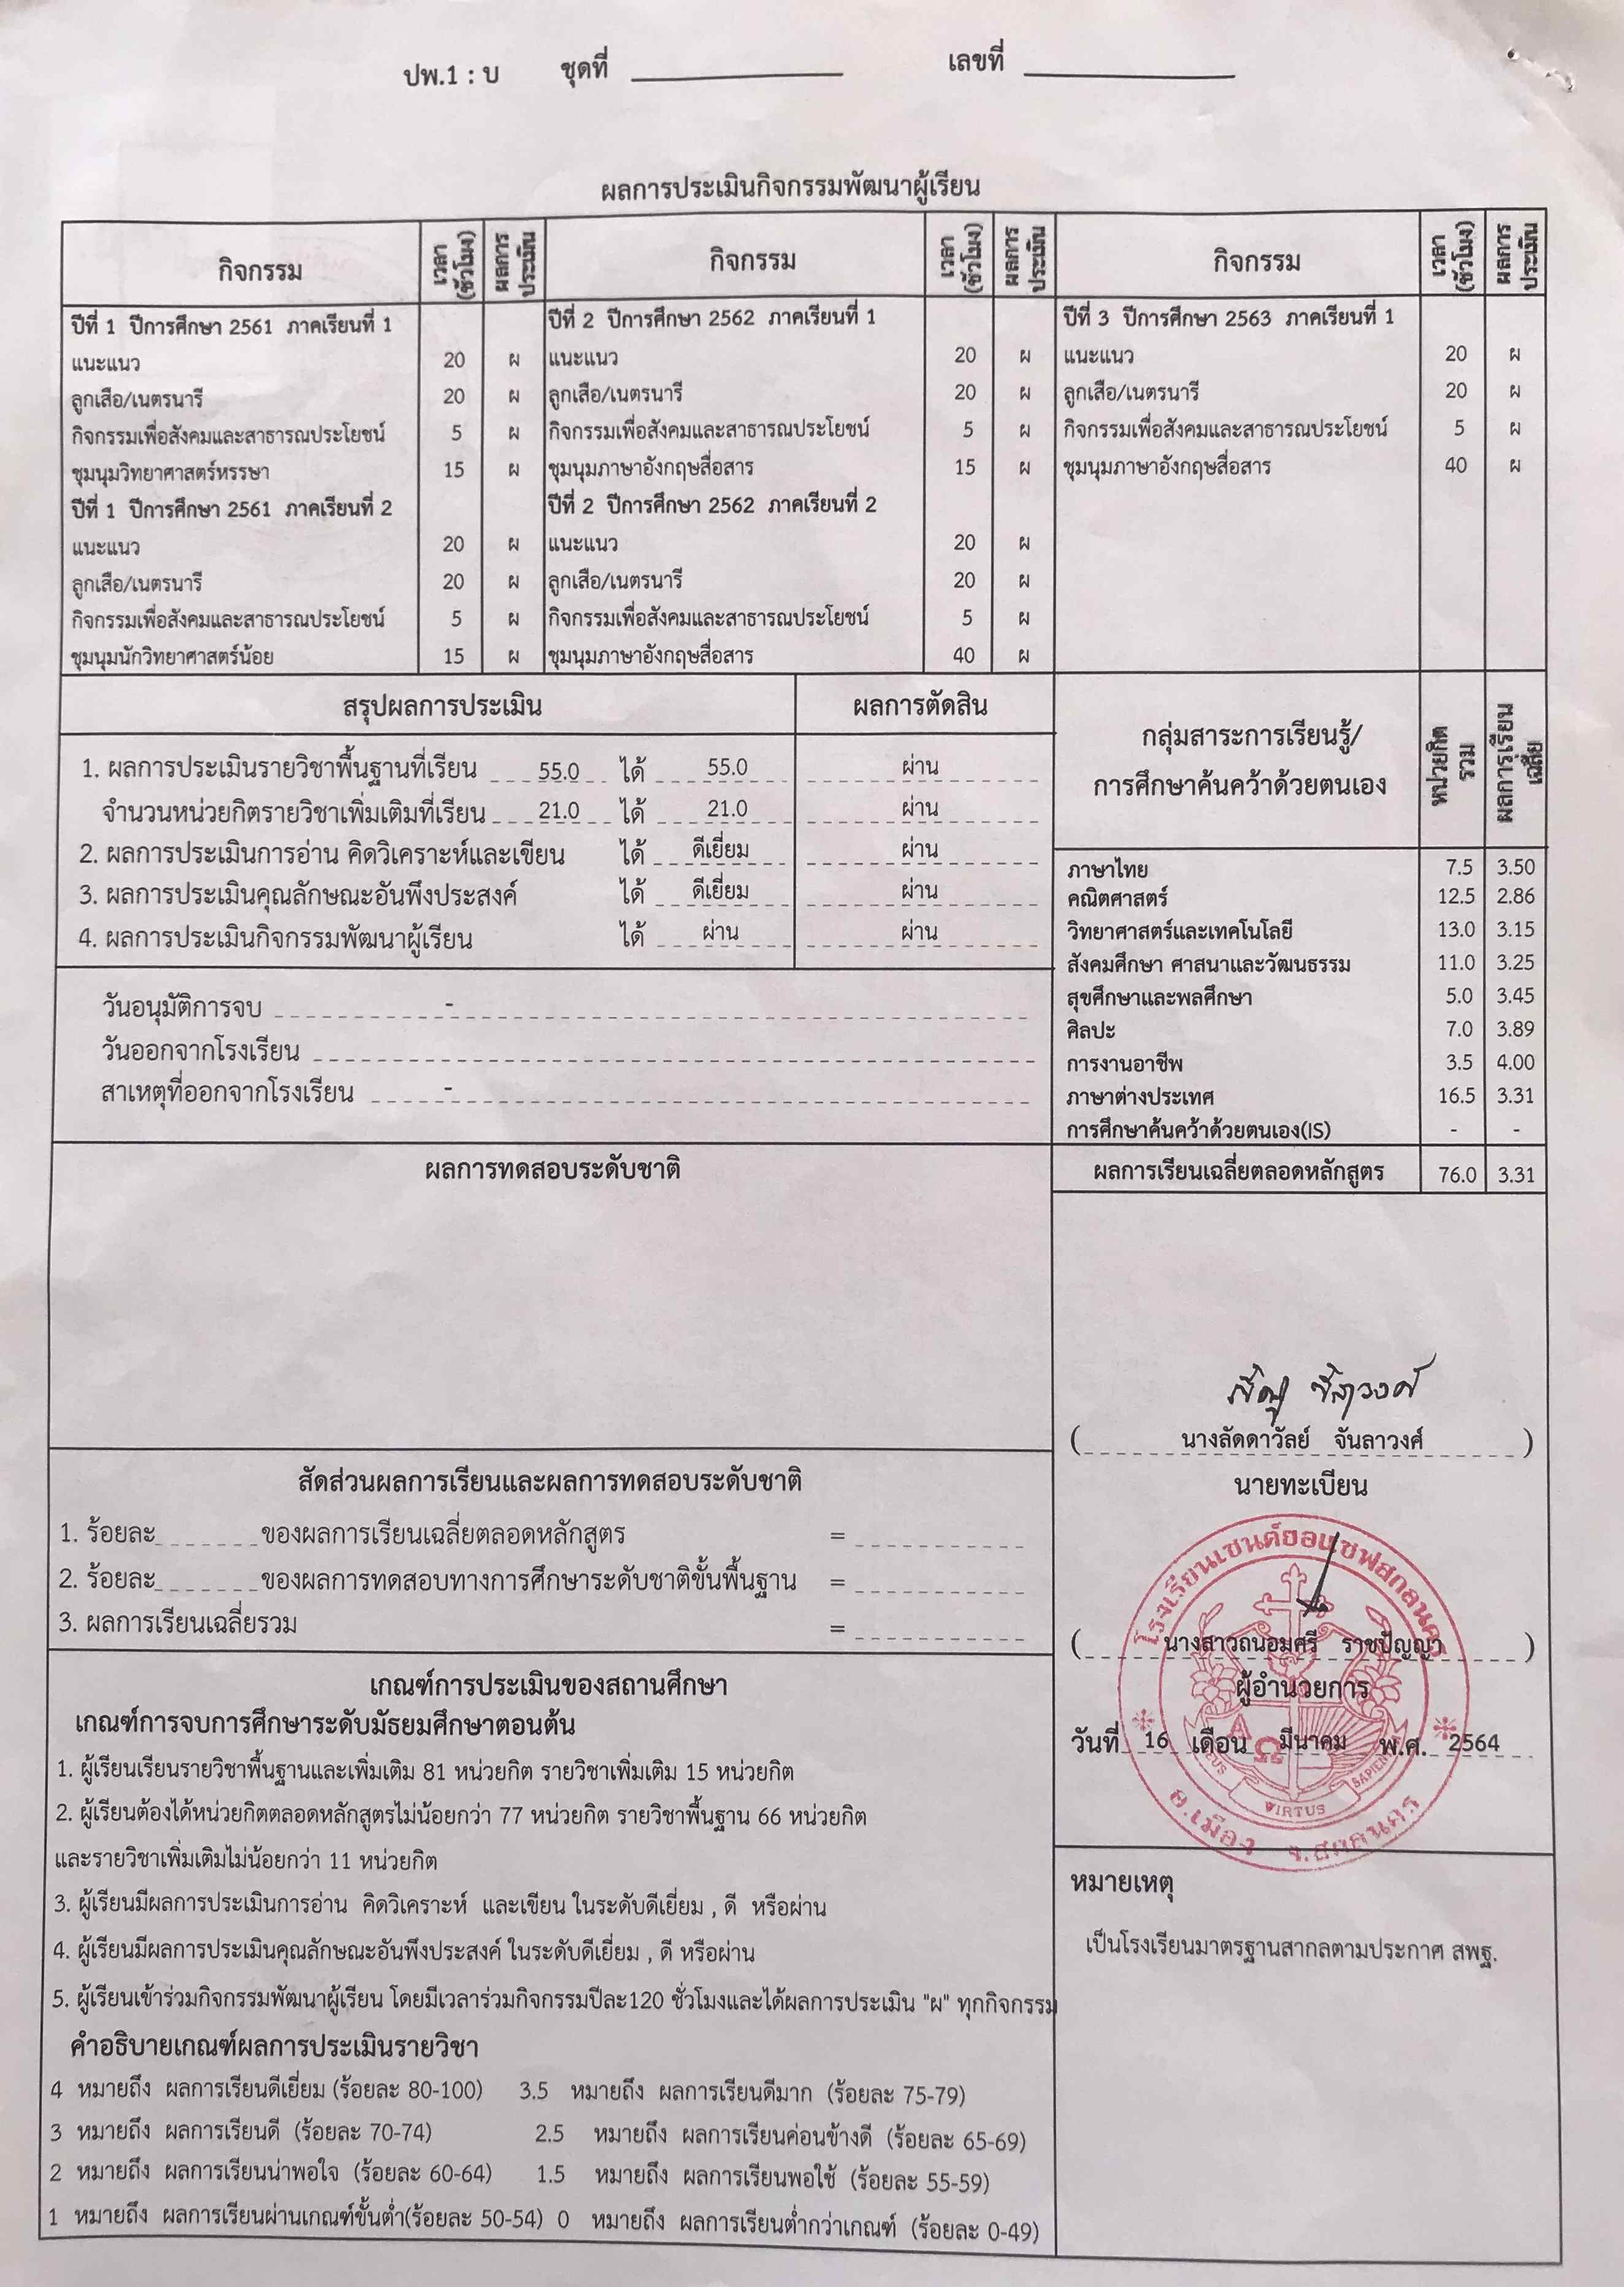 ปพ.1 : บ ชุดที่ เลขที่
ผลการประเมินกิจกรรมพัฒนาผู้เรียน
กิจกรรม เวลา (ชั่วโมง) ผลการประเมิน กิจกรรม เวลา (ชั่วโมง) ผลการประเมิน กิจกรรม เวลา (ชั่วโมง) ผลการประเมิน
ปีที่ 1 ปีการศึกษา 2561 ภาคเรียนที่ 1 ปีที่ 2 ปีการศึกษา 2562 ภาคเรียนที่ 1 ปีที่ 3 ปีการศึกษา 2563 ภาคเรียนที่ 1
แนะแนว 20 ผ แนะแนว 20 ผ แนะแนว 20 ผ
ลูกเสือ/เนตรนารี 20 ผ ลูกเสือ/เนตรนารี 20 ผ ลูกเสือ/เนตรนารี 20 ผ
กิจกรรมเพื่อสังคมและสาธารณประโยชน์ 5 ผ กิจกรรมเพื่อสังคมและสาธารณประโยชน์ 5 ผ กิจกรรมเพื่อสังคมและสาธารณประโยชน์ 5 ผ
ชุมนุมวิทยาศาสตร์หรรษา 15 ผ ชุมนุมภาษาอังกฤษสื่อสาร 15 ผ ชุมนุมภาษาอังกฤษสื่อสาร 40 ผ
ปีที่ 1 ปีการศึกษา 2561 ภาคเรียนที่ 2 ปีที่ 2 ปีการศึกษา 2562 ภาคเรียนที่ 2
แนะแนว 20 ผ แนะแนว 20 ผ
ลูกเสือ/เนตรนารี 20 ผ ลูกเสือ/เนตรนารี 20 ผ
กิจกรรมเพื่อสังคมและสาธารณประโยชน์ 5 ผ กิจกรรมเพื่อสังคมและสาธารณประโยชน์ 5 ผ
ชุมนุมนักวิทยาศาสตร์น้อย 15 ผ ชุมนุมภาษาอังกฤษสื่อสาร 40 ผ
สรุปผลการประเมิน ผลการตัดสิน
1. ผลการประเมินรายวิชาพื้นฐานที่เรียน 55.0 ได้ 55.0 ผ่าน
จำนวนหน่วยกิตรายวิชาเพิ่มเติมที่เรียน 21.0 ได้ 21.0 ผ่าน
2. ผลการประเมินการอ่าน คิดวิเคราะห์และเขียน ได้ ดีเยี่ยม ผ่าน
3. ผลการประเมินคุณลักษณะอันพึงประสงค์ ได้ ดีเยี่ยม ผ่าน
4. ผลการประเมินกิจกรรมพัฒนาผู้เรียน ได้ ผ่าน ผ่าน
วันอนุมัติการจบ -
วันออกจากโรงเรียน
สาเหตุที่ออกจากโรงเรียน -
กลุ่มสาระการเรียนรู้/ หน่วยกิตรวม ผลการเรียนเฉลี่ย
การศึกษาค้นคว้าด้วยตนเอง
ภาษาไทย 7.5 3.50
คณิตศาสตร์ 12.5 2.86
วิทยาศาสตร์และเทคโนโลยี 13.0 3.15
สังคมศึกษา ศาสนาและวัฒนธรรม 11.0 3.25
สุขศึกษาและพลศึกษา 5.0 3.45
ศิลปะ 7.0 3.89
การงานอาชีพ 3.5 4.00
ภาษาต่างประเทศ 16.5 3.31
การศึกษาค้นคว้าด้วยตนเอง(IS) - -
ผลการเรียนเฉลี่ยตลอดหลักสูตร 76.0 3.31
ผลการทดสอบระดับชาติ
สัดส่วนผลการเรียนและผลการทดสอบระดับชาติ
1. ร้อยละ ของผลการเรียนเฉลี่ยตลอดหลักสูตร =
2. ร้อยละ ของผลการทดสอบทางการศึกษาระดับชาติขั้นพื้นฐาน =
3. ผลการเรียนเฉลี่ยรวม =
เกณฑ์การประเมินของสถานศึกษา
เกณฑ์การจบการศึกษาระดับมัธยมศึกษาตอนต้น
1. ผู้เรียนเรียนรายวิชาพื้นฐานและเพิ่มเติม 81 หน่วยกิต รายวิชาเพิ่มเติม 15 หน่วยกิต
2. ผู้เรียนต้องได้หน่วยกิตตลอดหลักสูตรไม่น้อยกว่า 77 หน่วยกิต รายวิชาพื้นฐาน 66 หน่วยกิต
และรายวิชาเพิ่มเติมไม่น้อยกว่า 11 หน่วยกิต
3. ผู้เรียนมีผลการประเมินการอ่าน คิดวิเคราะห์ และเขียน ในระดับดีเยี่ยม , ดี หรือผ่าน
4. ผู้เรียนมีผลการประเมินคุณลักษณะอันพึงประสงค์ ในระดับดีเยี่ยม , ดี หรือผ่าน
5. ผู้เรียนเข้าร่วมกิจกรรมพัฒนาผู้เรียน โดยมีเวลาร่วมกิจกรรมปีละ120 ชั่วโมงและได้ผลการประเมิน "ผ" ทุกกิจกรรม
คำอธิบายเกณฑ์ผลการประเมินรายวิชา
4 หมายถึง ผลการเรียนดีเยี่ยม (ร้อยละ 80-100) 3.5 หมายถึง ผลการเรียนดีมาก (ร้อยละ 75-79)
3 หมายถึง ผลการเรียนดี (ร้อยละ 70-74) 2.5 หมายถึง ผลการเรียนค่อนข้างดี (ร้อยละ 65-69)
2 หมายถึง ผลการเรียนน่าพอใจ (ร้อยละ 60-64) 1.5 หมายถึง ผลการเรียนพอใช้ (ร้อยละ 55-59)
1 หมายถึง ผลการเรียนผ่านเกณฑ์ขั้นต่ำ(ร้อยละ 50-54) 0 หมายถึง ผลการเรียนต่ำกว่าเกณฑ์ (ร้อยละ 0-49)
( นางลัดดาวัลย์ จันลาวงศ์ )
นายทะเบียน
โรงเรียนเซนต์ยอแซฟสกลนคร
( นางสาวถนอมศรี ราชปัญญา )
ผู้อำนวยการ
วันที่ 16 เดือน มีนาคม พ.ศ. 2564
VIRTUS
อ.เมือง จ.สกลนคร
หมายเหตุ
เป็นโรงเรียนมาตรฐานสากลตามประกาศ สพฐ.